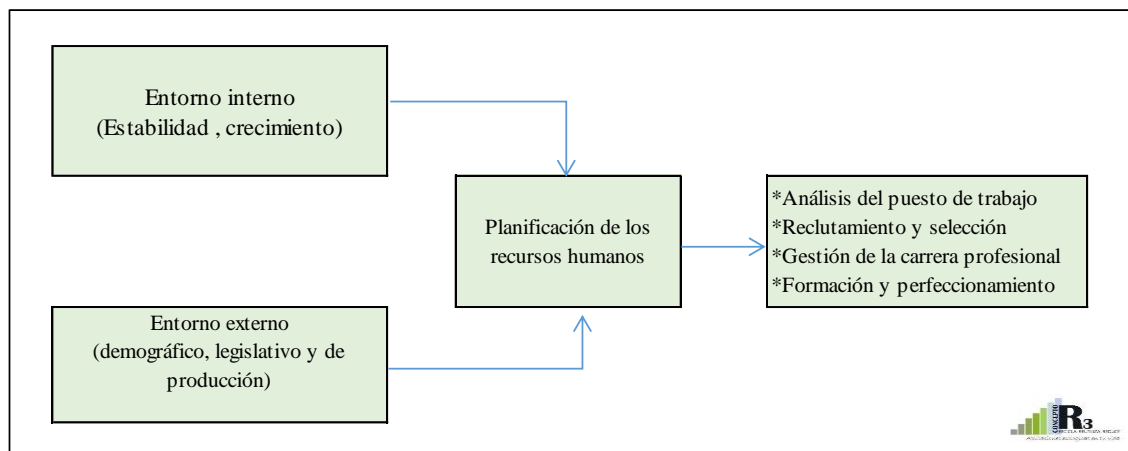 Entorno interno
(Estabilidad , crecimiento)
Planificación de los
recursos humanos
*Análisis del puesto de trabajo
*Reclutamiento y selección
*Gestión de la carrera profesional
*Formación y perfeccionamiento
Entorno externo
(demográfico, legislativo y de
producción)
CONCEPTO
R3